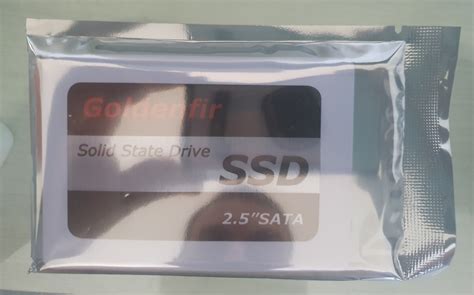 Goldenfir
Solid State Drive
SSD
2.5"SATA